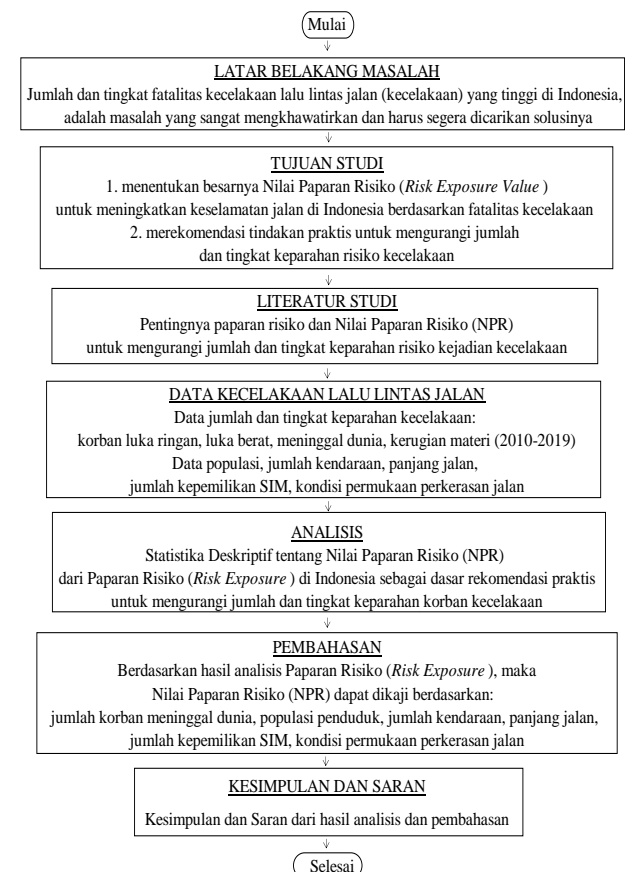 Mulai
LATAR BELAKANG MASALAH
Jumlah dan tingkat fatalitas kecelakaan lalu lintas jalan (kecelakaan) yang tinggi di Indonesia,
adalah masalah yang sangat mengkhawatirkan dan harus segera dicarikan solusinya
TUJUAN STUDI
1. menentukan besarnya Nilai Paparan Risiko (Risk Exposure Value )
untuk meningkatkan keselamatan jalan di Indonesia berdasarkan fatalitas kecelakaan
2. merekomendasi tindakan praktis untuk mengurangi jumlah
dan tingkat keparahan risiko kecelakaan
LITERATUR STUDI
Pentingnya paparan risiko dan Nilai Paparan Risiko (NPR)
untuk mengurangi jumlah dan tingkat keparahan risiko kejadian kecelakaan
DATA KECELAKAAN LALU LINTAS JALAN
Data jumlah dan tingkat keparahan kecelakaan:
korban luka ringan, luka berat, meninggal dunia, kerugian materi (2010-2019)
Data populasi, jumlah kendaraan, panjang jalan,
jumlah kepemilikan SIM, kondisi permukaan perkerasan jalan
ANALISIS
Statistika Deskriptif tentang Nilai Paparan Risiko (NPR)
dari Paparan Risiko (Risk Exposure ) di Indonesia sebagai dasar rekomendasi praktis
untuk mengurangi jumlah dan tingkat keparahan korban kecelakaan
PEMBAHASAN
Berdasarkan hasil analisis Paparan Risiko (Risk Exposure ), maka
Nilai Paparan Risiko (NPR) dapat dikaji berdasarkan:
jumlah korban meninggal dunia, populasi penduduk, jumlah kendaraan, panjang jalan,
jumlah kepemilikan SIM, kondisi permukaan perkerasan jalan
KESIMPULAN DAN SARAN
Kesimpulan dan Saran dari hasil analisis dan pembahasan
Selesai